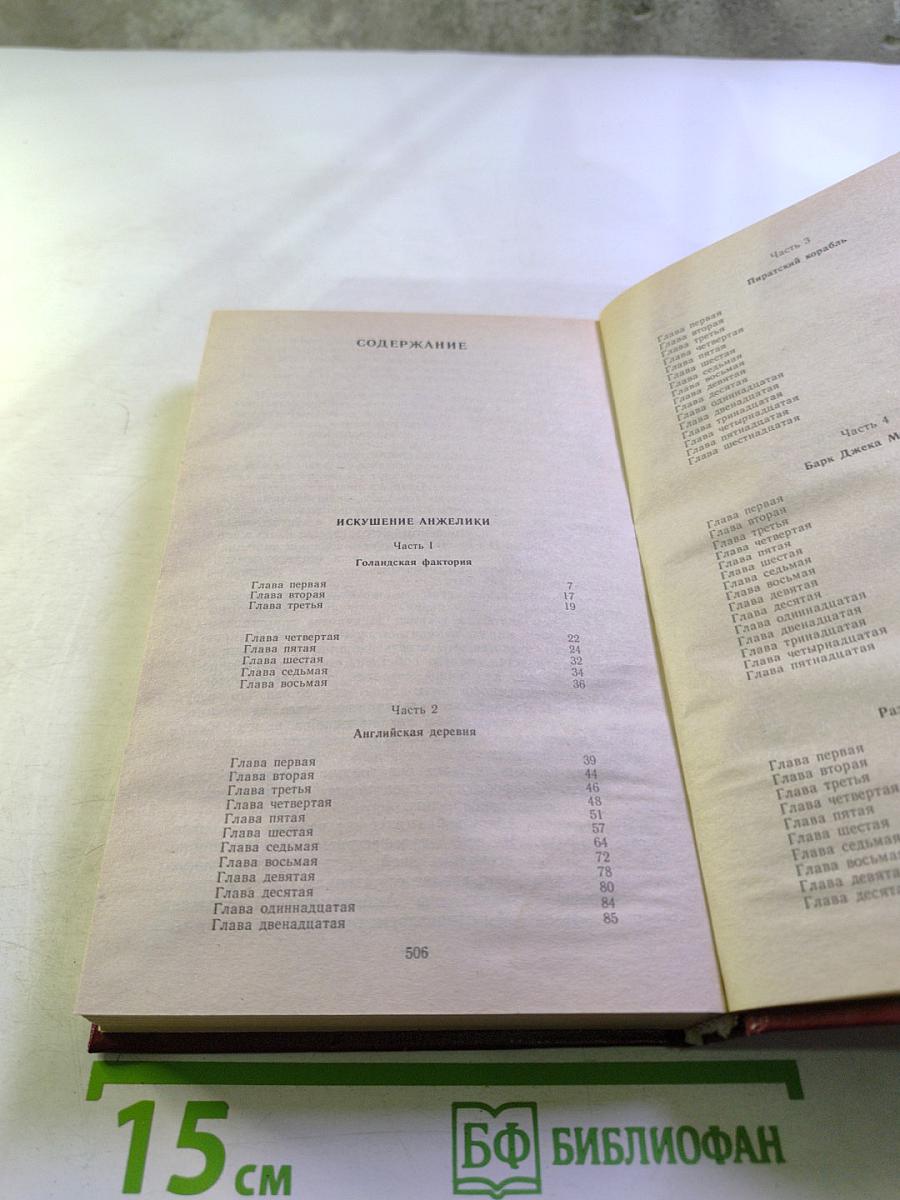 СОДЕРЖАНИЕ
ИСКУШЕНИЕ АНЖЕЛИКИ
Часть 1
Голандская фактория
Глава первая 7
Глава вторая 17
Глава третья 19
Глава четвертая 22
Глава пятая 24
Глава шестая 32
Глава седьмая 34
Глава восьмая 36
Часть 2
Английская деревня
Глава первая 39
Глава вторая 44
Глава третья 46
Глава четвертая 48
Глава пятая 51
Глава шестая 57
Глава седьмая 64
Глава восьмая 72
Глава девятая 78
Глава десятая 80
Глава одиннадцатая 84
Глава двенадцатая 85
506
Часть 3
Пиратский корабль
Глава первая
Глава вторая
Глава третья
Глава четвертая
Глава пятая
Глава шестая
Глава седьмая
Глава восьмая
Глава девятая
Глава десятая
Глава одиннадцатая
Глава двенадцатая
Глава тринадцатая
Глава четырнадцатая
Глава пятнадцатая
Глава шестнадцатая
Часть 4
Барк Джека М
Глава первая
Глава вторая
Глава третья
Глава четвертая
Глава пятая
Глава шестая
Глава седьмая
Глава восьмая
Глава девятая
Глава десятая
Глава одиннадцатая
Глава двенадцатая
Глава тринадцатая
Глава четырнадцатая
Глава пятнадцатая
Раз
Глава первая
Глава вторая
Глава третья
Глава четвертая
Глава пятая
Глава шестая
Глава седьмая
Глава восьмая
Глава девята
Глава десята
15 см
БФ БИБЛИОФАН